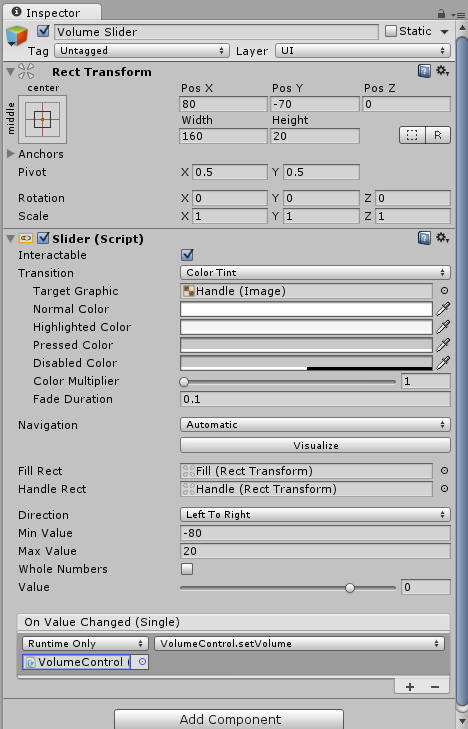 Inspector
Volume Slider Static
Tag Untagged Layer UI
Rect Transform
center
middle
Pos X Pos Y Pos Z
80 -70 0
Width Height
160 20 R
Anchors
Pivot X 0.5 Y 0.5
Rotation X 0 Y 0 Z 0
Scale X 1 Y 1 Z 1
Slider (Script)
Interactable
Transition Color Tint
Target Graphic Handle (Image)
Normal Color
Highlighted Color
Pressed Color
Disabled Color
Color Multiplier 1
Fade Duration 0.1
Navigation Automatic
Visualize
Fill Rect Fill (Rect Transform)
Handle Rect Handle (Rect Transform)
Direction Left To Right
Min Value -80
Max Value 20
Whole Numbers
Value 0
On Value Changed (Single)
Runtime Only VolumeControl.setVolume
VolumeControl (
Add Component